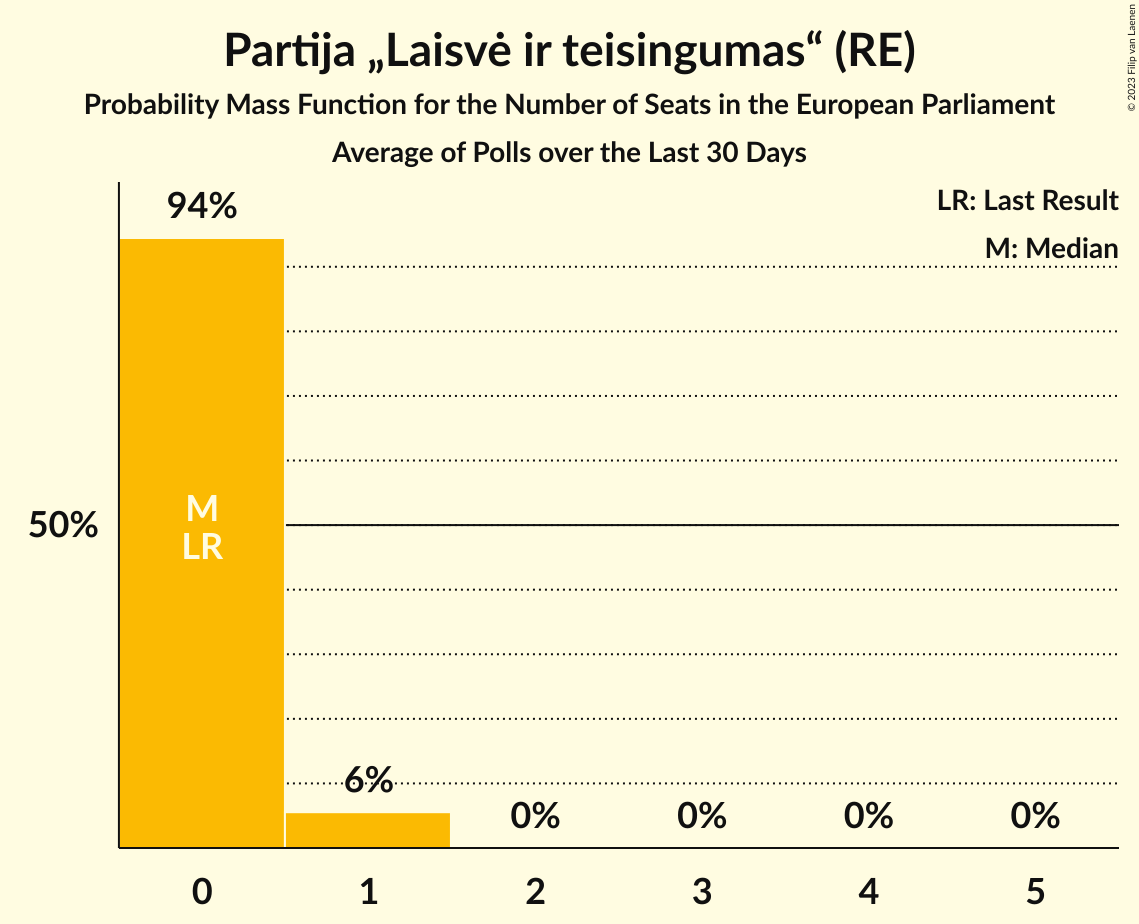 Partija „Laisvė ir teisingumas“ (RE)
Probability Mass Function for the Number of Seats in the European Parliament
Average of Polls over the Last 30 Days
© 2023 Filip van Laenen
LR: Last Result
M: Median
94%
M
LR
50%
6%
0%
0%
0%
0%
0
1
2
3
4
5